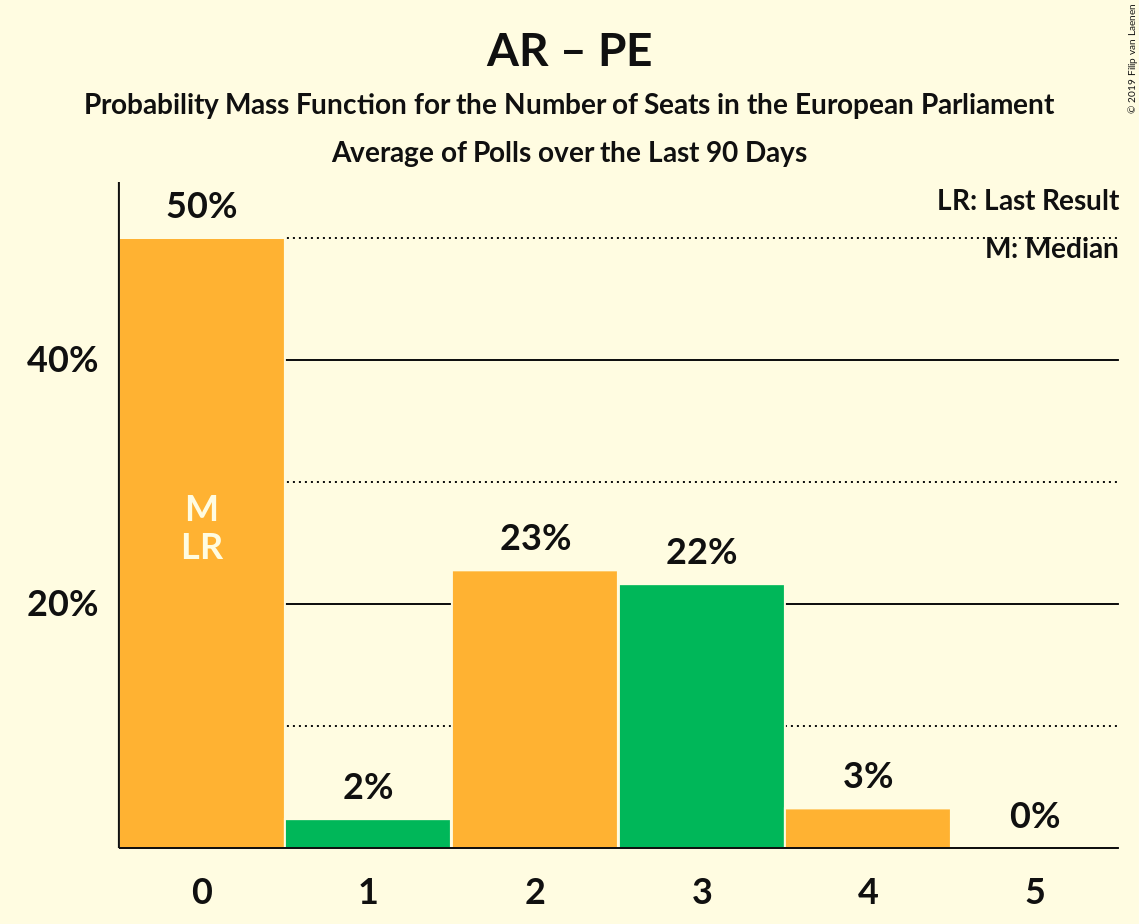 AR – PE
Probability Mass Function for the Number of Seats in the European Parliament
Average of Polls over the Last 90 Days
© 2019 Filip van Laenen
LR: Last Result
M: Median
50%
40%
M
LR
23%
22%
20%
2%
3%
0%
0 1 2 3 4 5